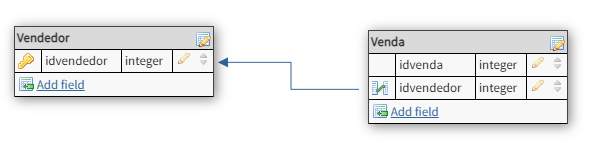 Vendedor
idvendedor integer
Add field
Venda
idvenda integer
idvendedor integer
Add field